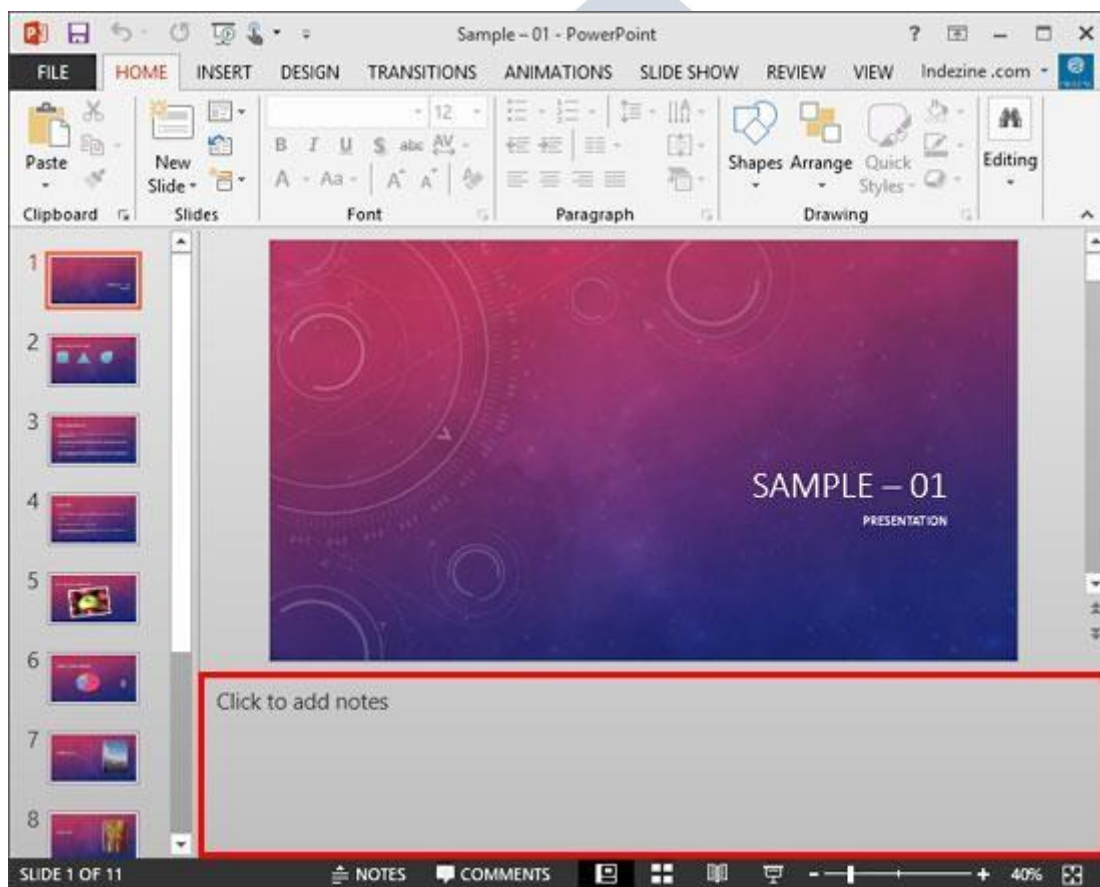 Sample – 01 - PowerPoint
?
FILE HOME INSERT DESIGN TRANSITIONS ANIMATIONS SLIDE SHOW REVIEW VIEW Indezine .com
12
B I U S abc AV
A Aa A A
Paste
New Slide
Shapes Arrange Quick Styles
Editing
Clipboard Slides Font Paragraph Drawing
1
2
3
4
5
6
7
8
SAMPLE – 01
PRESENTATION
Click to add notes
SLIDE 1 OF 11 NOTES COMMENTS - + 40%